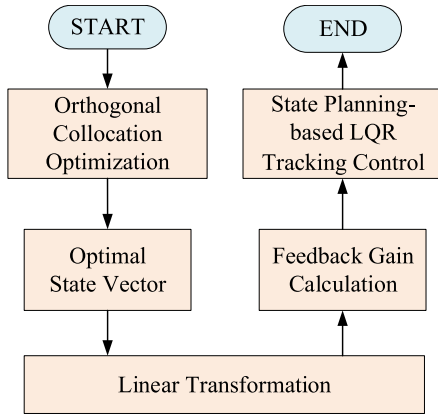 START
Orthogonal
Collocation
Optimization
Optimal
State Vector
Linear Transformation
Feedback Gain
Calculation
State Planning-
based LQR
Tracking Control
END